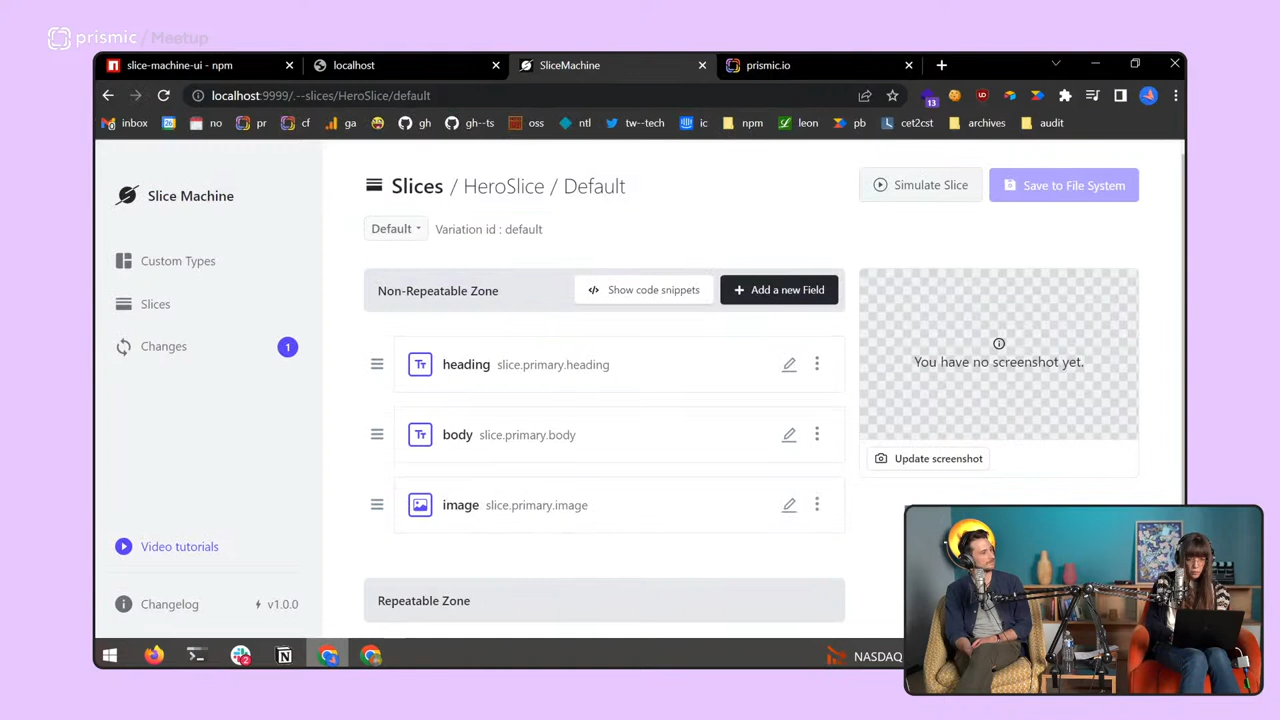 prismic / Meetup
slice-machine-ui - npm
localhost
SliceMachine
prismic.io
localhost:9999/.--slices/HeroSlice/default
13
inbox
no
pr
cf
ga
gh
gh--ts
oss
ntl
tw--tech
ic
npm
leon
pb
cet2cst
archives
audit
Slice Machine
Slices / HeroSlice / Default
Simulate Slice
Save to File System
Default
Variation id : default
Custom Types
Slices
Changes
1
Non-Repeatable Zone
Show code snippets
Add a new Field
heading slice.primary.heading
body slice.primary.body
image slice.primary.image
You have no screenshot yet.
Update screenshot
Repeatable Zone
Video tutorials
Changelog
v1.0.0
NASDAQ